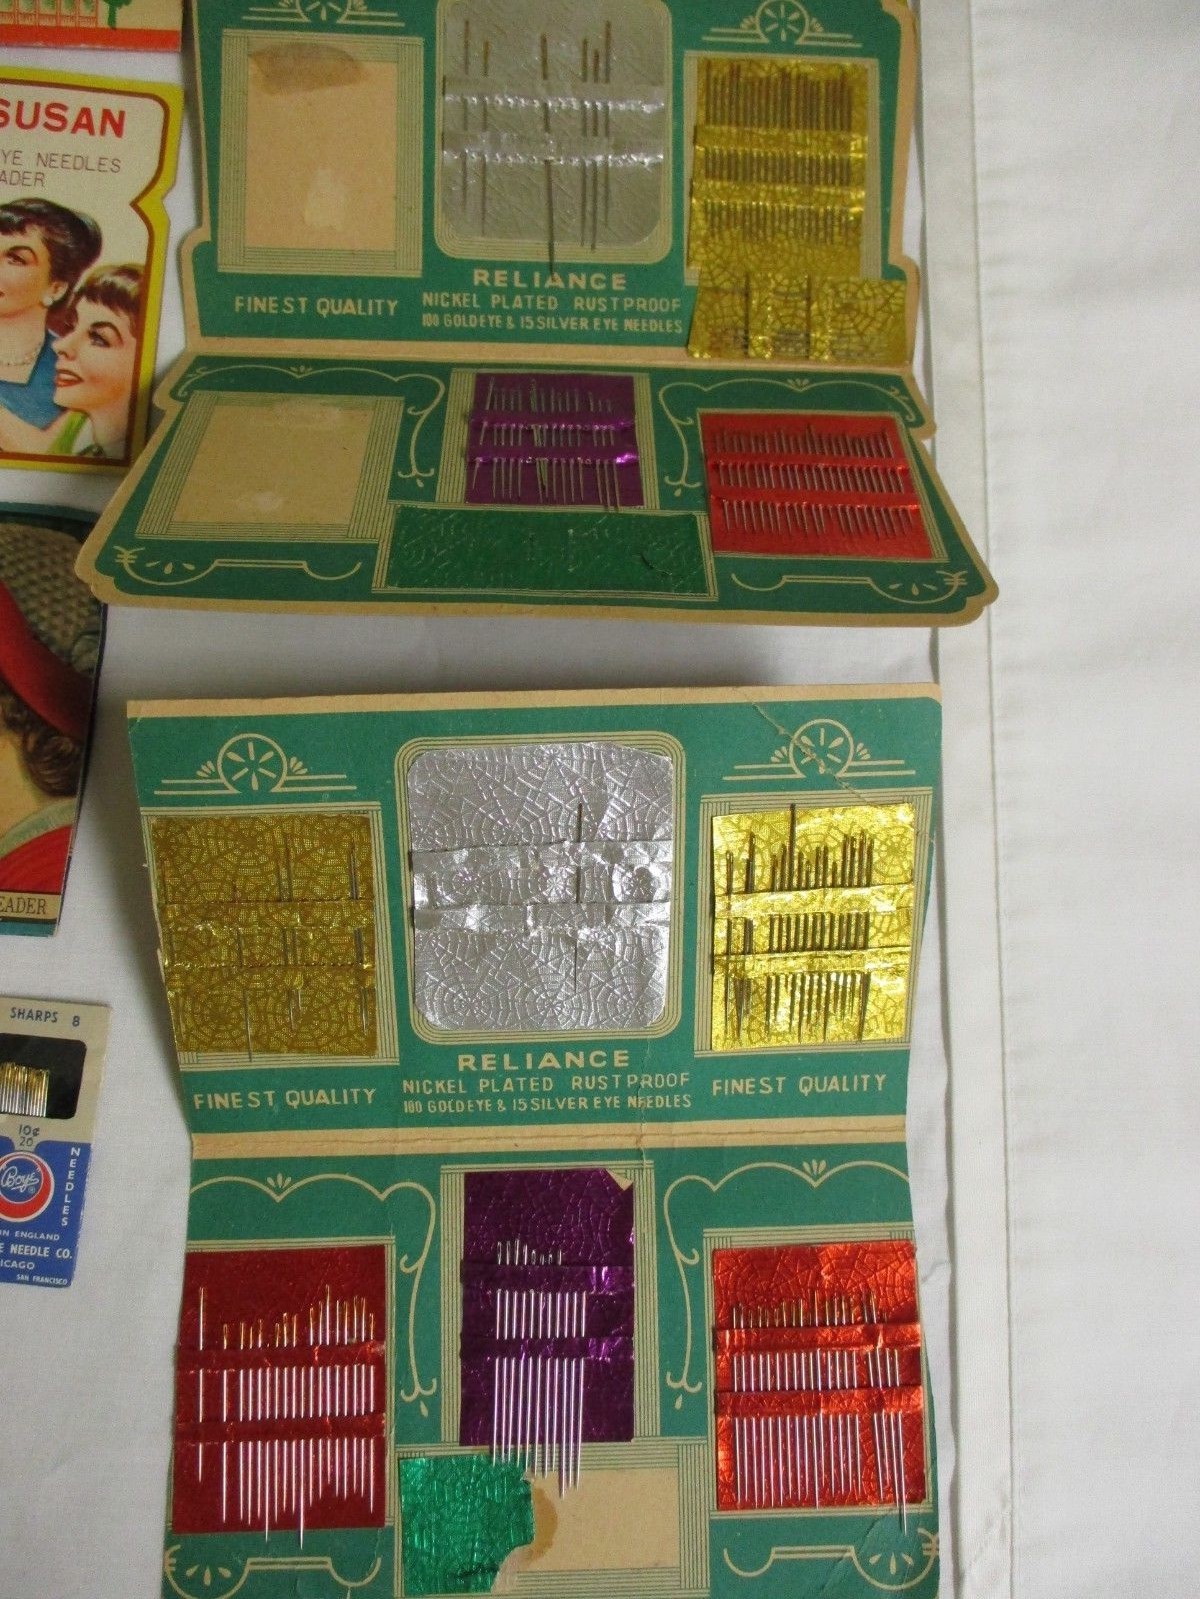 SUSAN
YE NEEDLES
ADER
RELIANCE
FINEST QUALITY
NICKEL PLATED RUSTPROOF
100 GOLDEYE & 15 SILVER EYE NEEDLES
EADER
SHARPS 8
10¢
20
Boye
®
NEEDLES
IN ENGLAND
E NEEDLE CO.
ICAGO
SAN FRANCISCO
RELIANCE
FINEST QUALITY
NICKEL PLATED RUSTPROOF
100 GOLDEYE & 15 SILVER EYE NEEDLES
FINEST QUALITY